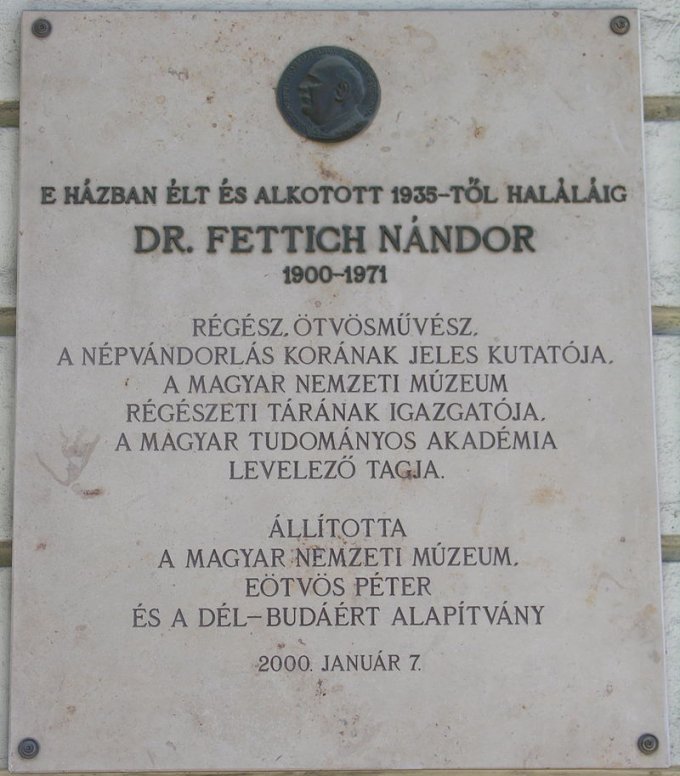 E HÁZBAN ÉLT ÉS ALKOTOTT 1935-TŐL HALÁLÁIG
DR. FETTICH NÁNDOR
1900-1971
RÉGÉSZ, ÖTVÖSMŰVÉSZ,
A NÉPVÁNDORLÁS KORÁNAK JELES KUTATÓJA,
A MAGYAR NEMZETI MÚZEUM
RÉGÉSZETI TÁRÁNAK IGAZGATÓJA,
A MAGYAR TUDOMÁNYOS AKADÉMIA
LEVELEZŐ TAGJA.
ÁLLÍTOTTA
A MAGYAR NEMZETI MÚZEUM,
EÖTVÖS PÉTER
ÉS A DÉL-BUDÁÉRT ALAPÍTVÁNY
2000. JANUÁR 7.